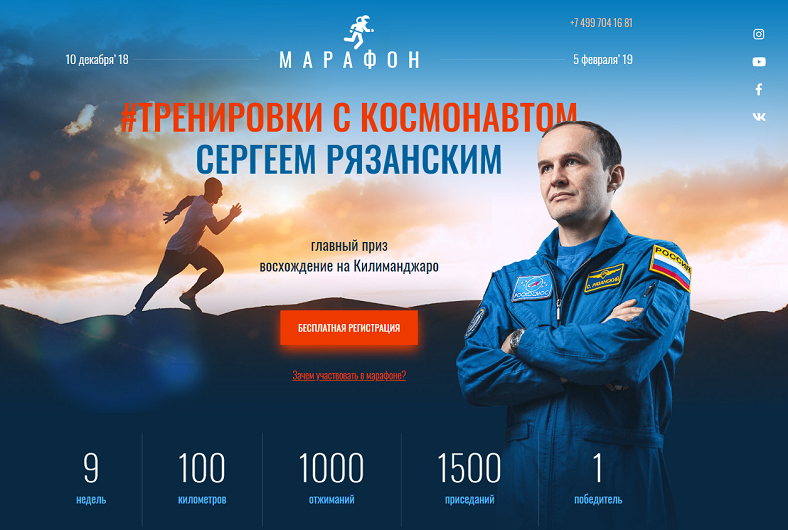 +7 499 704 16 81
10 декабря' 18
МАРАФОН
5 февраля' 19
#ТРЕНИРОВКИ С КОСМОНАВТОМ
СЕРГЕЕМ РЯЗАНСКИМ
главный приз
восхождение на Килиманджаро
БЕСПЛАТНАЯ РЕГИСТРАЦИЯ
Зачем участвовать в марафоне?
РОССИЯ
РОСКОСМОС
С. РЯЗАНСКИЙ
9
недель
100
километров
1000
отжиманий
1500
приседаний
1
победитель